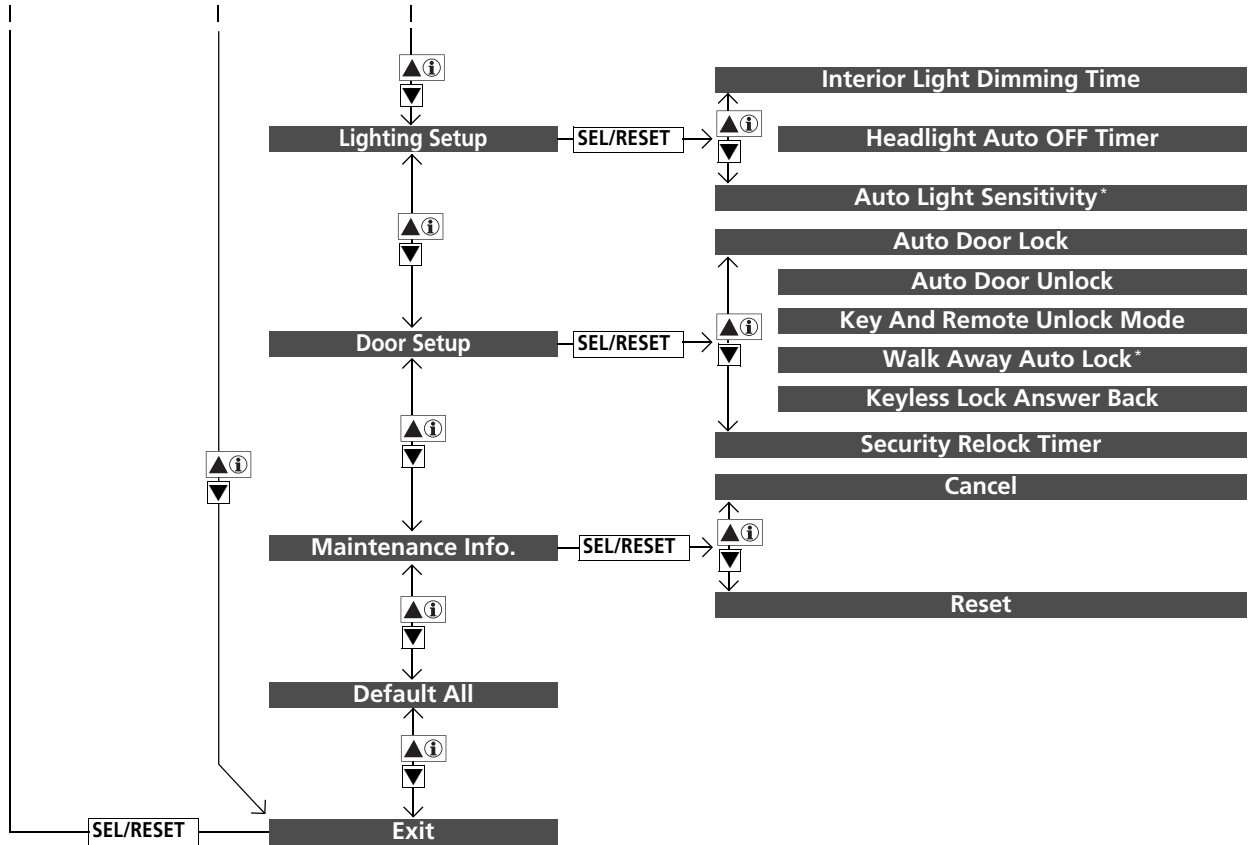 ▲ⓘ
▼
Interior Light Dimming Time
Lighting Setup
SEL/RESET
▲ⓘ
▼
Headlight Auto OFF Timer
Auto Light Sensitivity*
▲ⓘ
▼
Auto Door Lock
Auto Door Unlock
Door Setup
SEL/RESET
▲ⓘ
▼
Key And Remote Unlock Mode
Walk Away Auto Lock*
Keyless Lock Answer Back
▲ⓘ
▼
Security Relock Timer
▲ⓘ
▼
Cancel
Maintenance Info.
SEL/RESET
▲ⓘ
▼
Reset
▲ⓘ
▼
Default All
▲ⓘ
▼
SEL/RESET
Exit